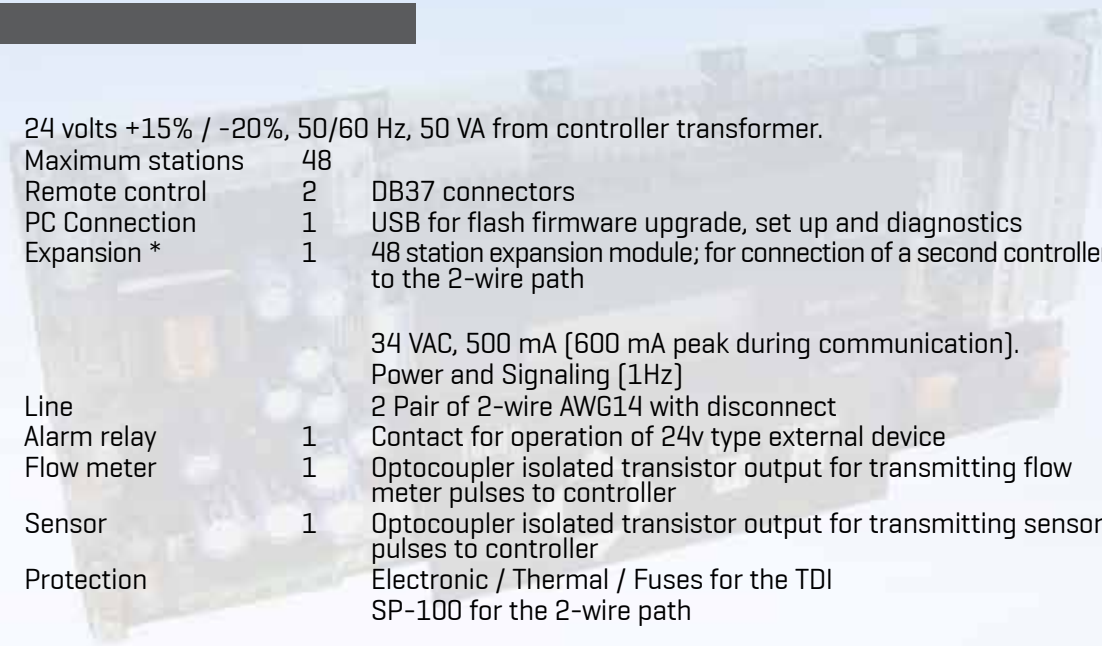 24 volts +15% / -20%, 50/60 Hz, 50 VA from controller transformer.
Maximum stations 48
Remote control 2 DB37 connectors
PC Connection 1 USB for flash firmware upgrade, set up and diagnostics
Expansion * 1 48 station expansion module; for connection of a second controller
to the 2-wire path
34 VAC, 500 mA (600 mA peak during communication).
Power and Signaling (1Hz)
Line 2 Pair of 2-wire AWG14 with disconnect
Alarm relay 1 Contact for operation of 24v type external device
Flow meter 1 Optocoupler isolated transistor output for transmitting flow
meter pulses to controller
Sensor 1 Optocoupler isolated transistor output for transmitting sensor
pulses to controller
Protection Electronic / Thermal / Fuses for the TDI
SP-100 for the 2-wire path